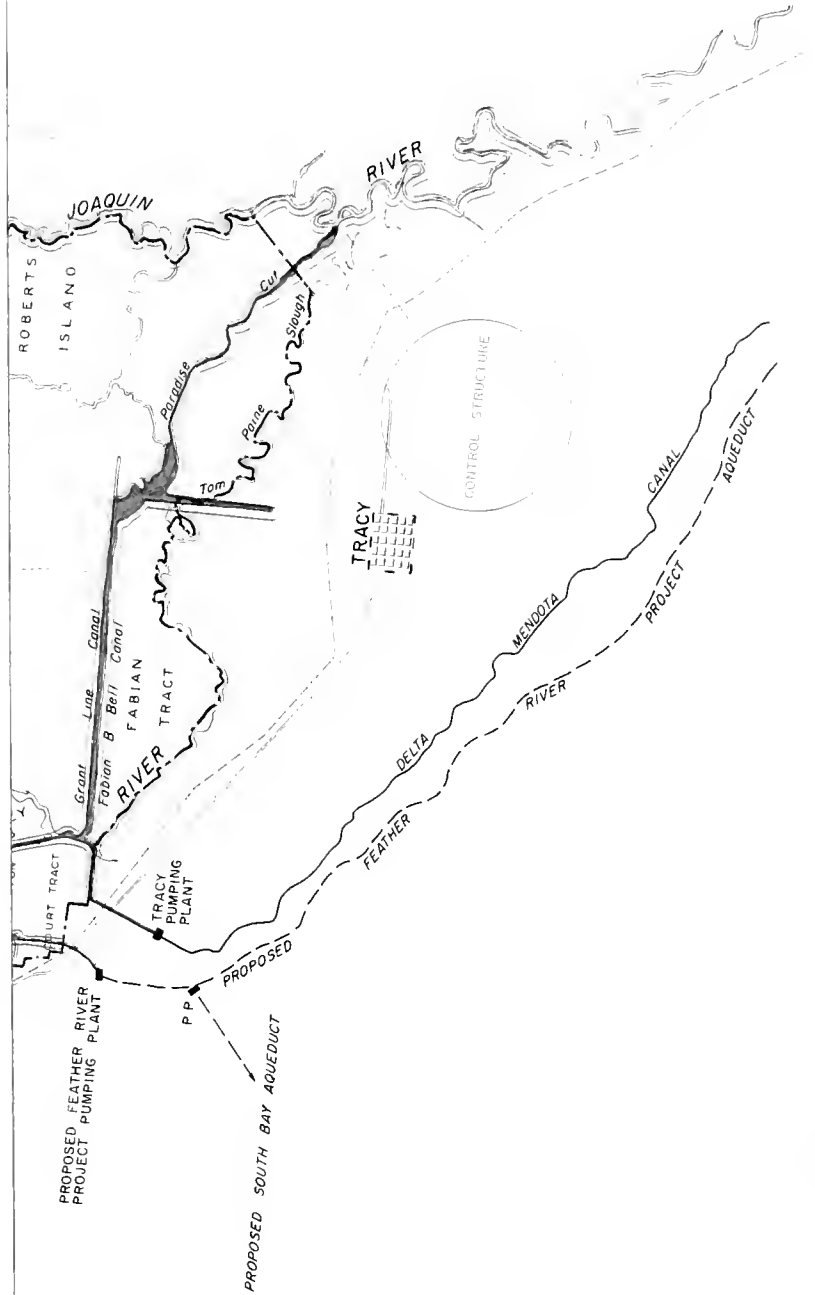 JOAQUIN
RIVER
ROBERTS
ISLAND
Paradise
Cut
Slough
Paine
Tom
Grant Line Canal
Fabian B Bell Canal
FABIAN
TRACT
RIVER
COURT TRACT
TRACY
CONTROL STRUCTURE
TRACY
PUMPING
PLANT
PROPOSED FEATHER RIVER
PROJECT PUMPING PLANT
P P
PROPOSED SOUTH BAY AQUEDUCT
DELTA
MENDOTA
CANAL
PROPOSED
FEATHER
RIVER
PROJECT
AQUEDUCT